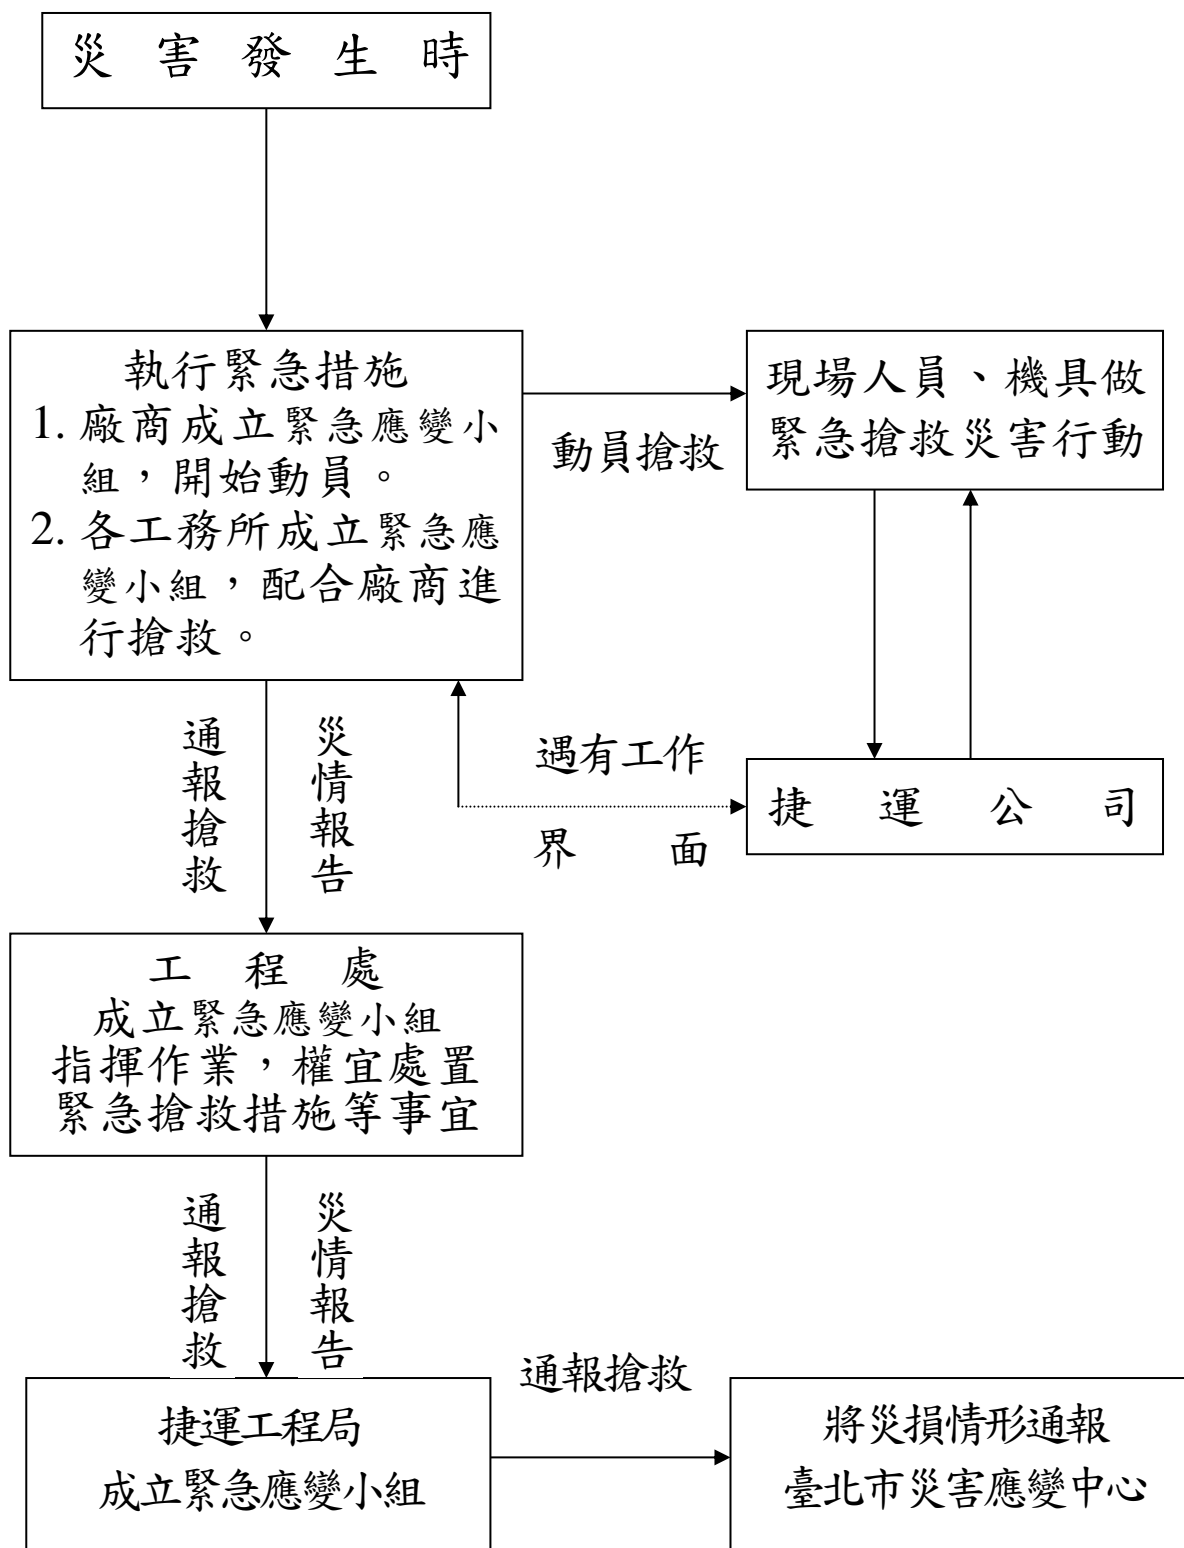 災害發生時
執行緊急措施
1. 廠商成立緊急應變小
組，開始動員。
2. 各工務所成立緊急應
變小組，配合廠商進
行搶救。
動員搶救
現場人員、機具做
緊急搶救災害行動
通報搶救
災情報告
遇有工作
界面
捷運公司
工程處
成立緊急應變小組
指揮作業，權宜處置
緊急搶救措施等事宜
通報搶救
災情報告
捷運工程局
成立緊急應變小組
通報搶救
將災損情形通報
臺北市災害應變中心